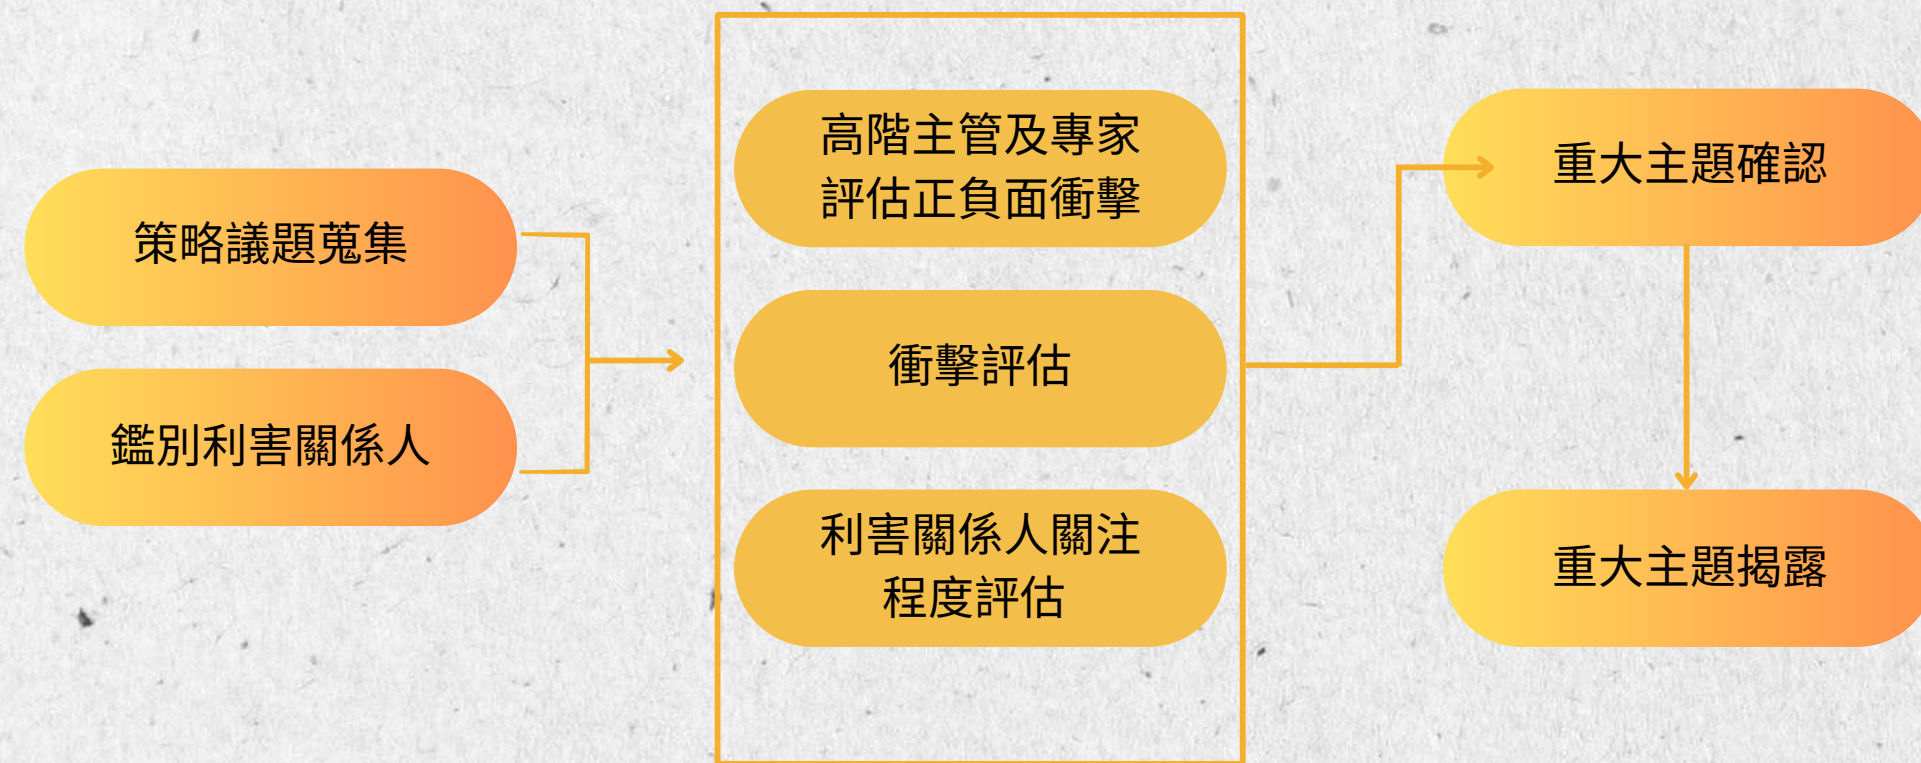 策略議題蒐集
鑑別利害關係人
高階主管及專家
評估正負面衝擊
衝擊評估
利害關係人關注
程度評估
重大主題確認
重大主題揭露